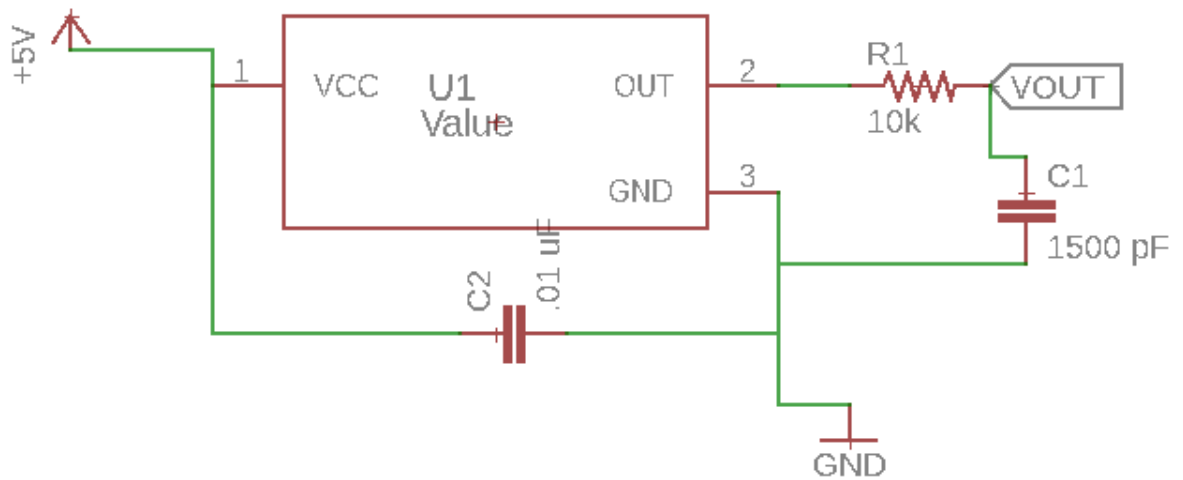 +5V
1
VCC
U1
Value
OUT
2
R1
10k
VOUT
GND
3
C1
1500 pF
C2
.01 uF
GND